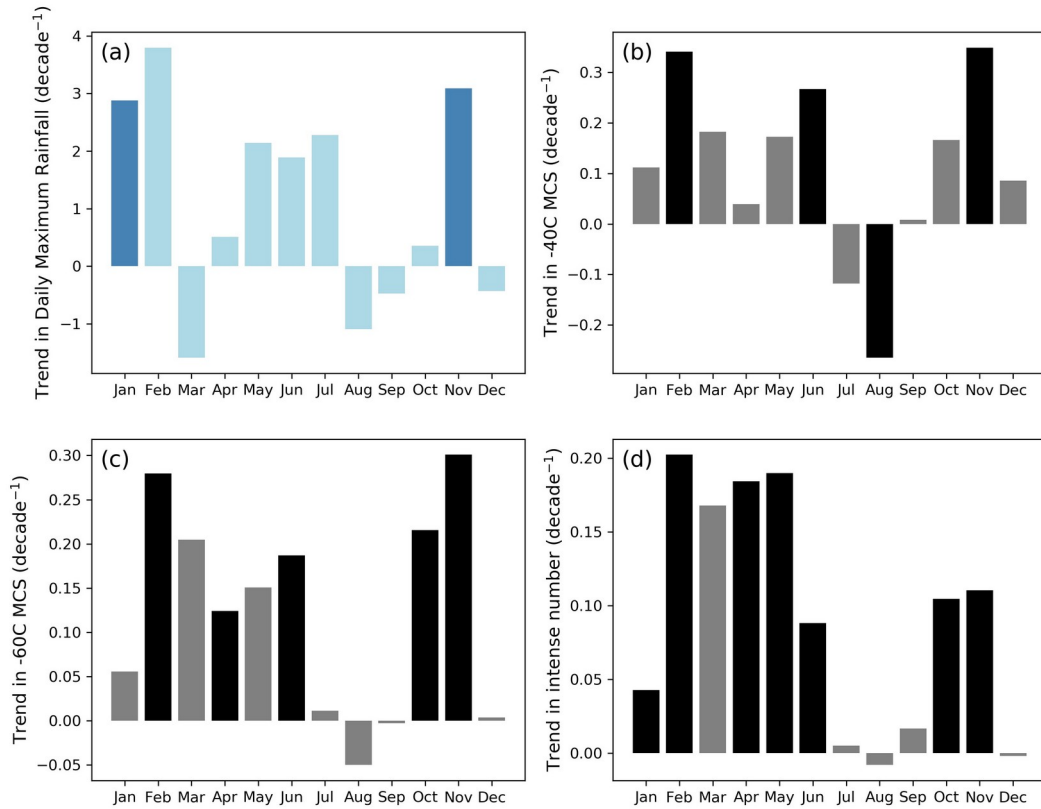 (a)
Trend in Daily Maximum Rainfall (decade⁻¹)
4
3
2
1
0
−1
Jan Feb Mar Apr May Jun Jul Aug Sep Oct Nov Dec
(b)
Trend in -40C MCS (decade⁻¹)
0.3
0.2
0.1
0.0
−0.1
−0.2
Jan Feb Mar Apr May Jun Jul Aug Sep Oct Nov Dec
(c)
Trend in -60C MCS (decade⁻¹)
0.30
0.25
0.20
0.15
0.10
0.05
0.00
−0.05
Jan Feb Mar Apr May Jun Jul Aug Sep Oct Nov Dec
(d)
Trend in intense number (decade⁻¹)
0.20
0.15
0.10
0.05
0.00
Jan Feb Mar Apr May Jun Jul Aug Sep Oct Nov Dec